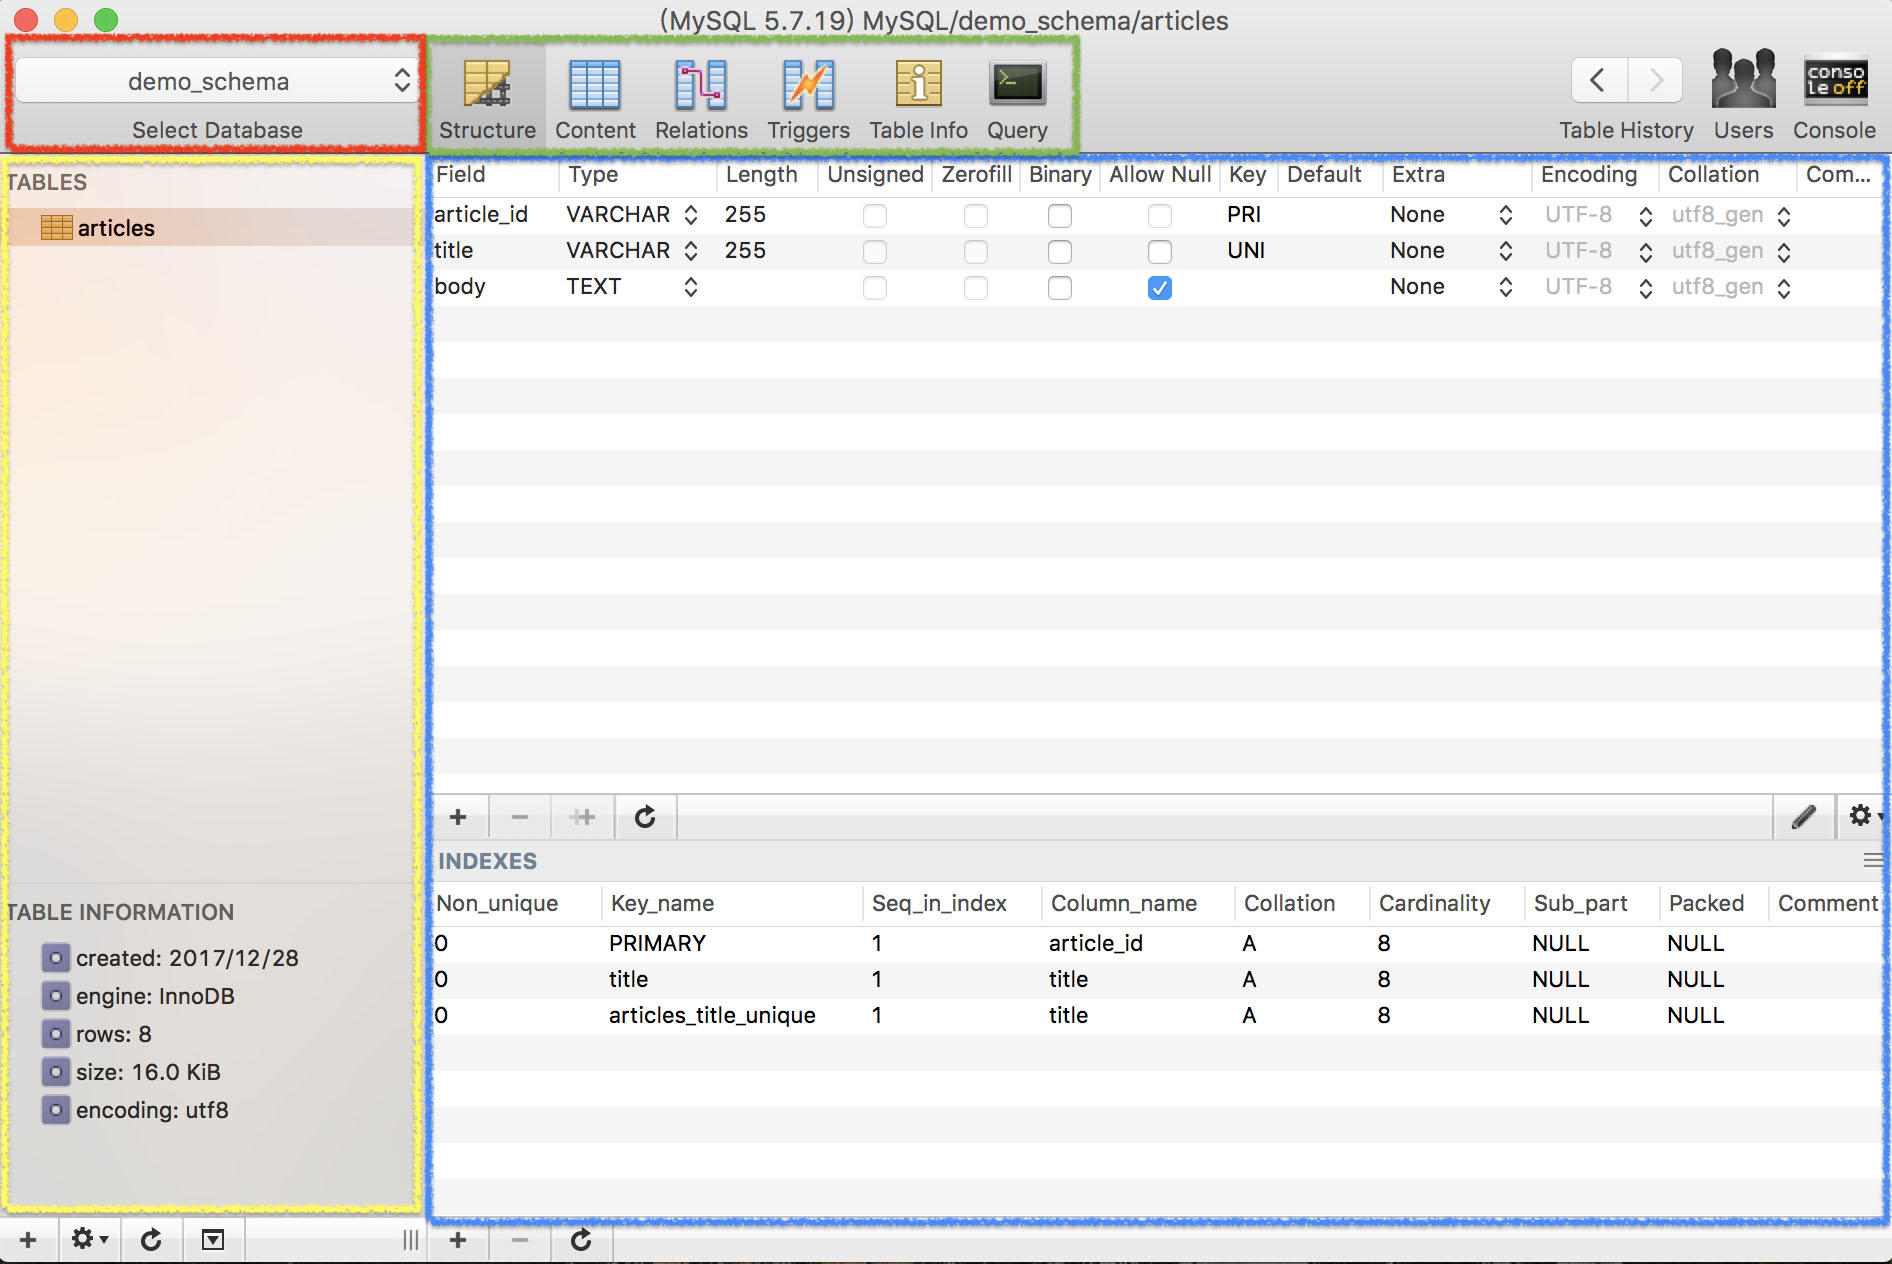 (MySQL 5.7.19) MySQL/demo_schema/articles
demo_schema
Select Database
Structure Content Relations Triggers Table Info Query
Table History Users Console
conso
le off
TABLES
articles
Field Type Length Unsigned Zerofill Binary Allow Null Key Default Extra Encoding Collation Com...
article_id VARCHAR 255 PRI None UTF-8 utf8_gen
title VARCHAR 255 UNI None UTF-8 utf8_gen
body TEXT None UTF-8 utf8_gen
INDEXES
Non_unique Key_name Seq_in_index Column_name Collation Cardinality Sub_part Packed Comment
0 PRIMARY 1 article_id A 8 NULL NULL
0 title 1 title A 8 NULL NULL
0 articles_title_unique 1 title A 8 NULL NULL
TABLE INFORMATION
created: 2017/12/28
engine: InnoDB
rows: 8
size: 16.0 KiB
encoding: utf8